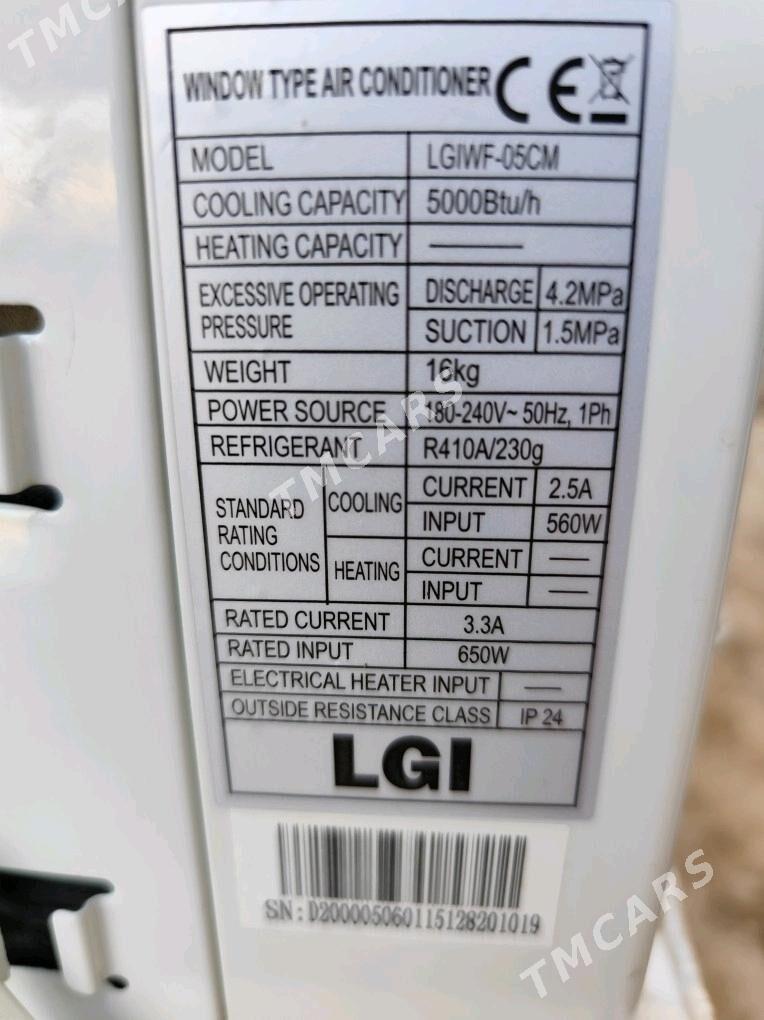 TMCARS
WINDOW TYPE AIR CONDITIONER CE
MODEL LGIWF-05CM
COOLING CAPACITY 5000Btu/h
HEATING CAPACITY ——
EXCESSIVE OPERATING PRESSURE DISCHARGE 4.2MPa
SUCTION 1.5MPa
WEIGHT 16kg
POWER SOURCE 180-240V~ 50Hz, 1Ph
REFRIGERANT R410A/230g
TMCARS
STANDARD RATING CONDITIONS COOLING CURRENT 2.5A
INPUT 560W
HEATING CURRENT —
INPUT —
RATED CURRENT 3.3A
RATED INPUT 650W
ELECTRICAL HEATER INPUT —
OUTSIDE RESISTANCE CLASS IP 24
LGI
SN:D200005060115128201019
TMCARS